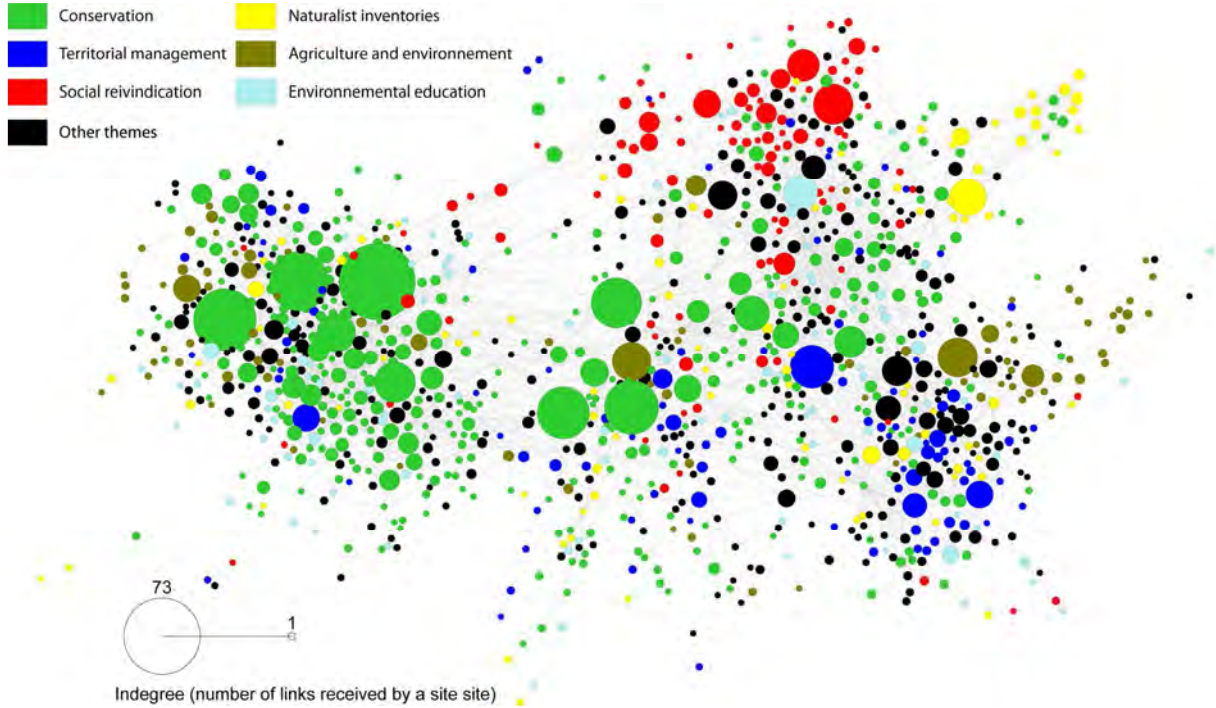 Conservation
Naturalist inventories
Territorial management
Agriculture and environnement
Social reivindication
Environnemental education
Other themes
73
1
Indegree (number of links received by a site site)